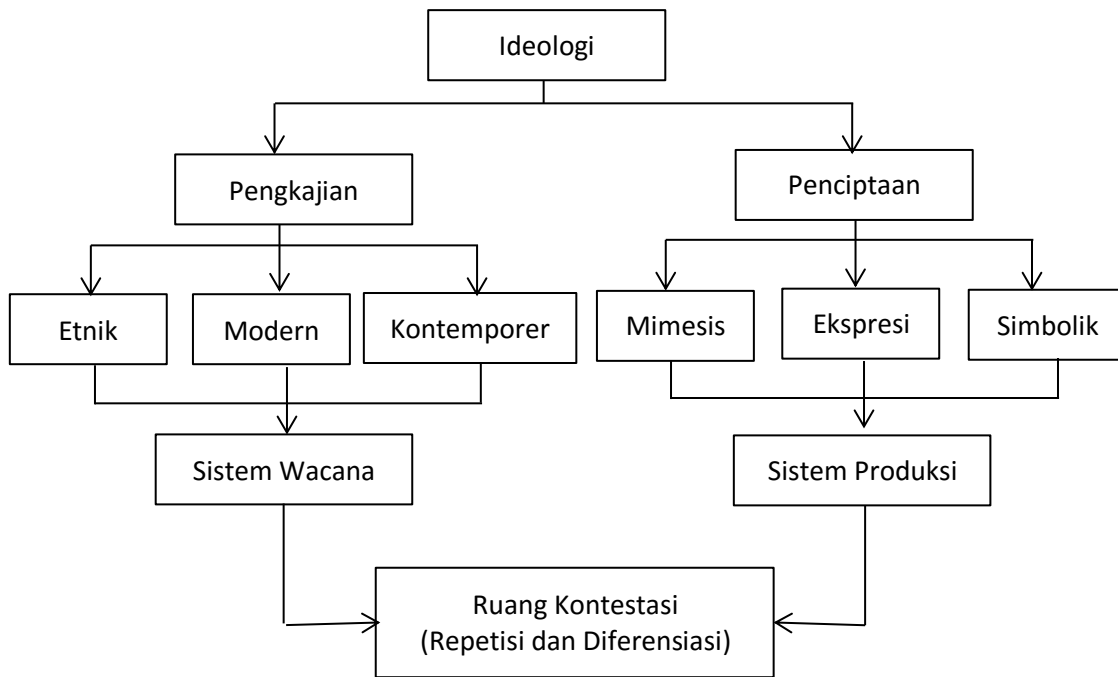 Ideologi
Pengkajian
Penciptaan
Etnik
Modern
Kontemporer
Mimesis
Ekspresi
Simbolik
Sistem Wacana
Sistem Produksi
Ruang Kontestasi
(Repetisi dan Diferensiasi)